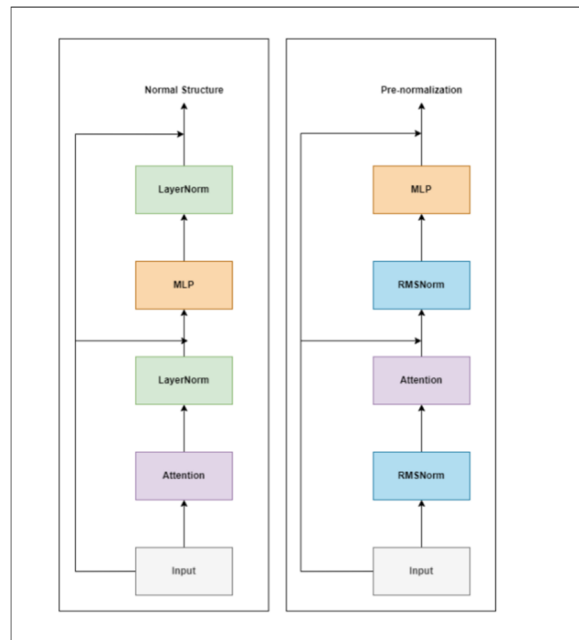 Normal Structure
LayerNorm
MLP
LayerNorm
Attention
Input
Pre-normalization
MLP
RMSNorm
Attention
RMSNorm
Input